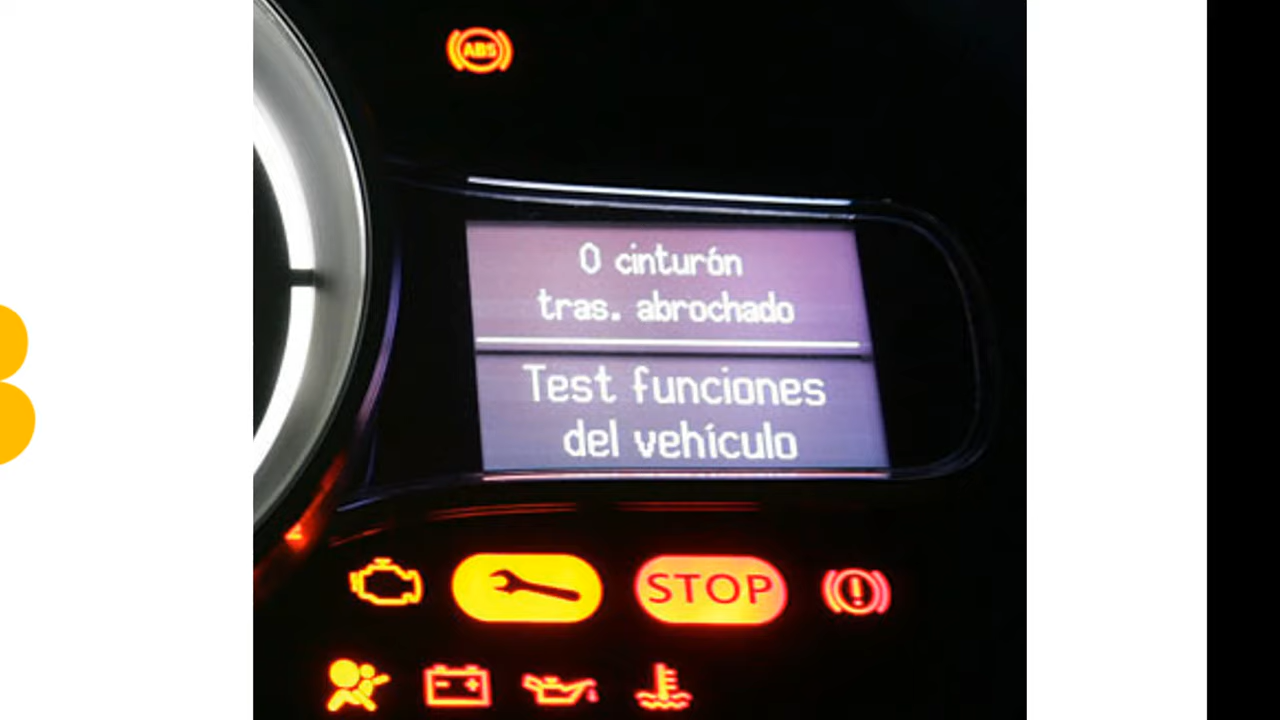 ABS
0 cinturón
tras. abrochado
Test funciones
del vehículo
STOP